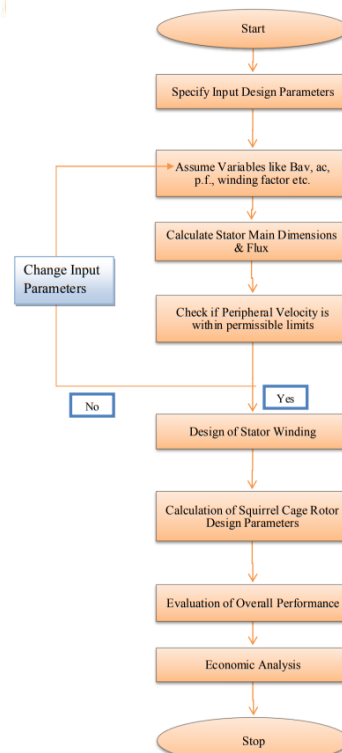 Start
Specify Input Design Parameters
Assume Variables like Bav, ac,
p.f., winding factor etc.
Calculate Stator Main Dimensions
& Flux
Change Input
Parameters
Check if Peripheral Velocity is
within permissible limits
No
Yes
Design of Stator Winding
Calculation of Squirrel Cage Rotor
Design Parameters
Evaluation of Overall Performance
Economic Analysis
Stop